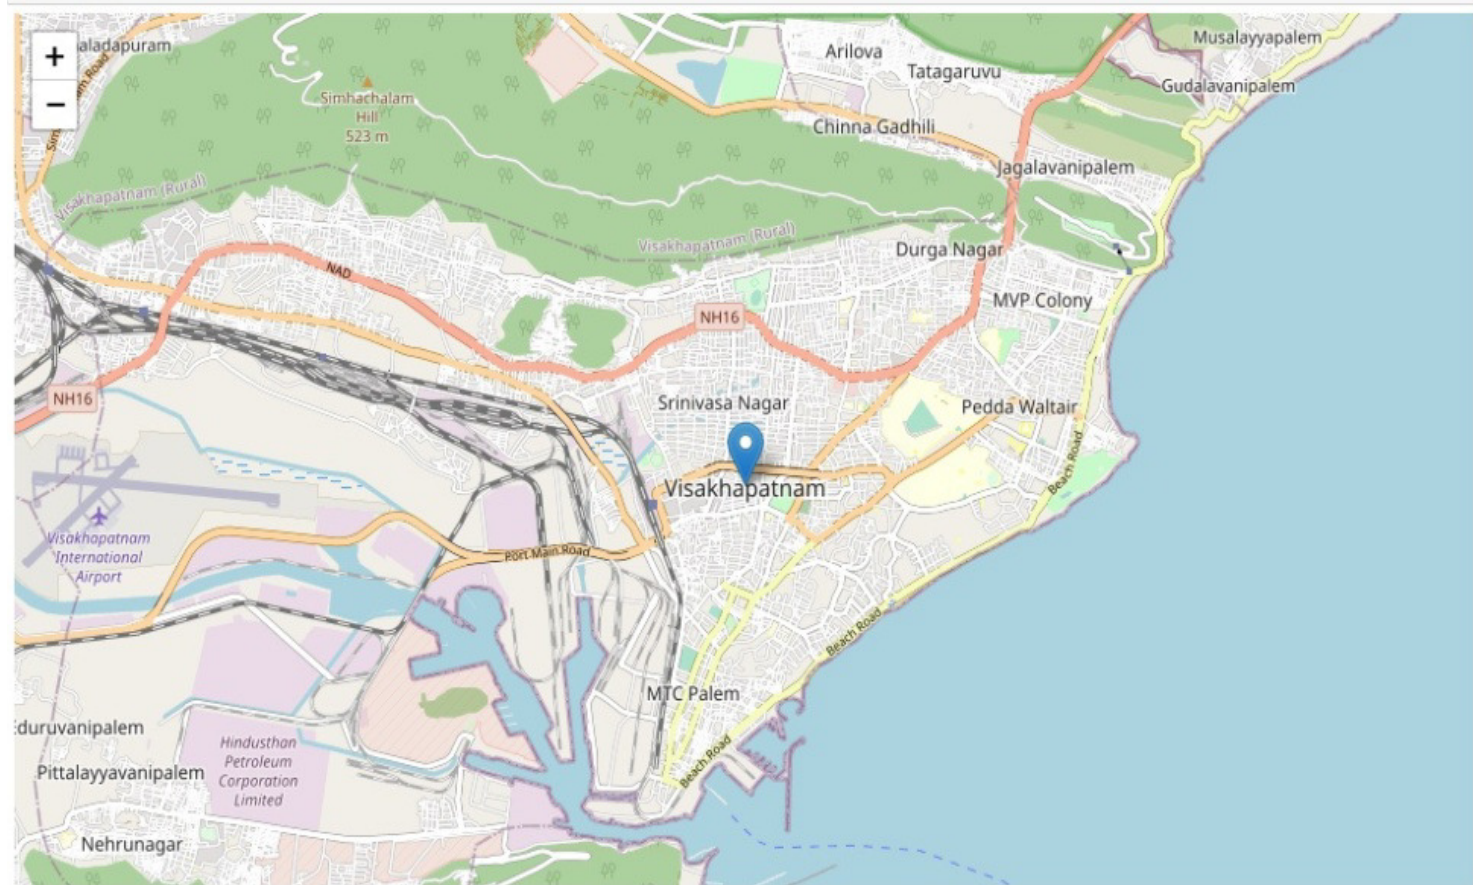 +
−
aladapuram
Musalayyapalem
Arilova
Tatagaruvu
Gudalavanipalem
Simhachalam
Hill
523 m
Chinna Gadhili
Jagalavanipalem
Visakhapatnam (Rural)
Visakhapatnam (Rural)
Durga Nagar
NAD
MVP Colony
NH16
NH16
Srinivasa Nagar
Pedda Waltair
Beach Road
Visakhapatnam
Visakhapatnam
International
Airport
Port Main Road
Beach Road
MTC Palem
Eduruvanipalem
Hindusthan
Petroleum
Corporation
Limited
Beach Road
Pittalayyavanipalem
Nehrunagar